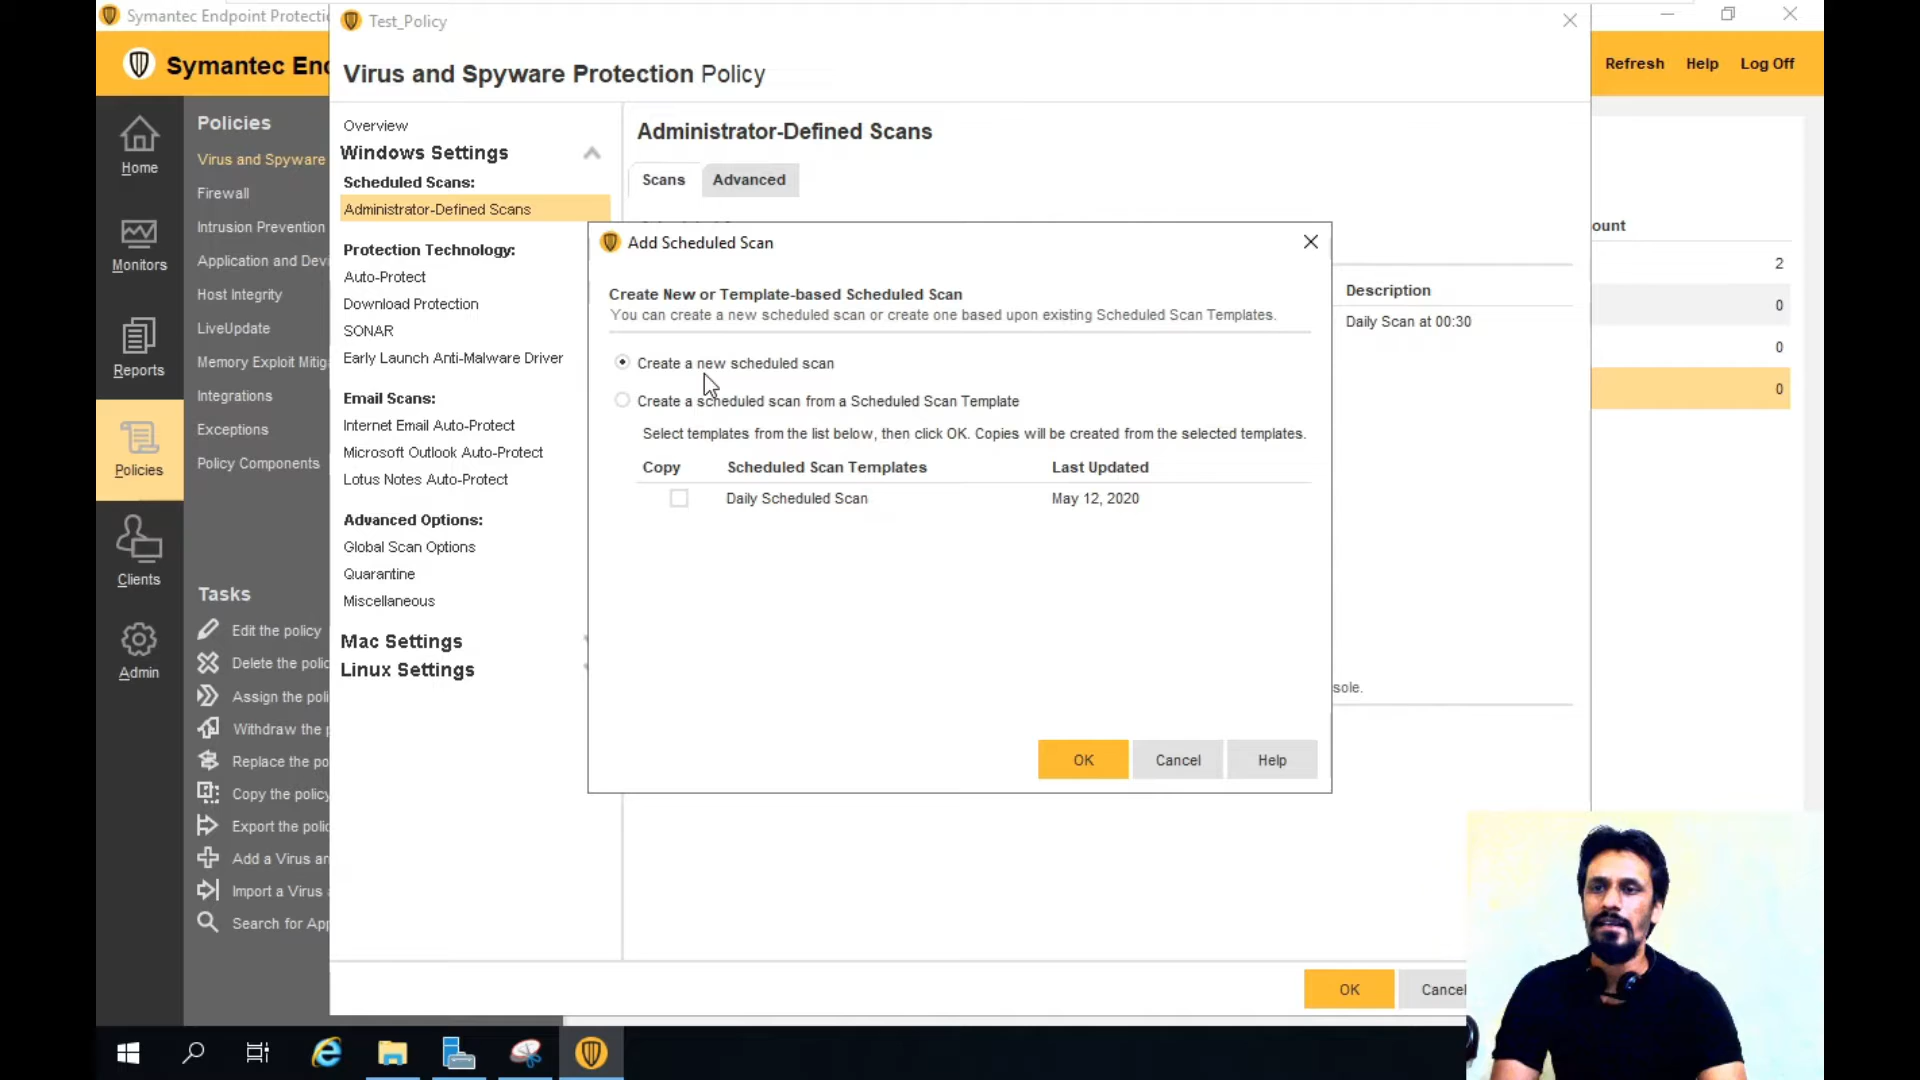 Symantec Endpoint Protecti
Symantec En
Refresh Help Log Off
Home
Monitors
Reports
Policies
Clients
Admin
Policies
Virus and Spyware
Firewall
Intrusion Prevention
Application and Devi
Host Integrity
LiveUpdate
Memory Exploit Mitig
Integrations
Exceptions
Policy Components
Tasks
Edit the policy
Delete the polic
Assign the poli
Withdraw the p
Replace the po
Copy the policy
Export the polic
Add a Virus an
Import a Virus a
Search for App
Test_Policy
Virus and Spyware Protection Policy
Overview
Windows Settings
Scheduled Scans:
Administrator-Defined Scans
Protection Technology:
Auto-Protect
Download Protection
SONAR
Early Launch Anti-Malware Driver
Email Scans:
Internet Email Auto-Protect
Microsoft Outlook Auto-Protect
Lotus Notes Auto-Protect
Advanced Options:
Global Scan Options
Quarantine
Miscellaneous
Mac Settings
Linux Settings
Administrator-Defined Scans
Scans Advanced
Add Scheduled Scan
Create New or Template-based Scheduled Scan
You can create a new scheduled scan or create one based upon existing Scheduled Scan Templates.
Create a new scheduled scan
Create a scheduled scan from a Scheduled Scan Template
Select templates from the list below, then click OK. Copies will be created from the selected templates.
Copy Scheduled Scan Templates Last Updated
Daily Scheduled Scan May 12, 2020
OK Cancel Help
Description
Daily Scan at 00:30
sole.
OK Cancel
ount
2
0
0
0